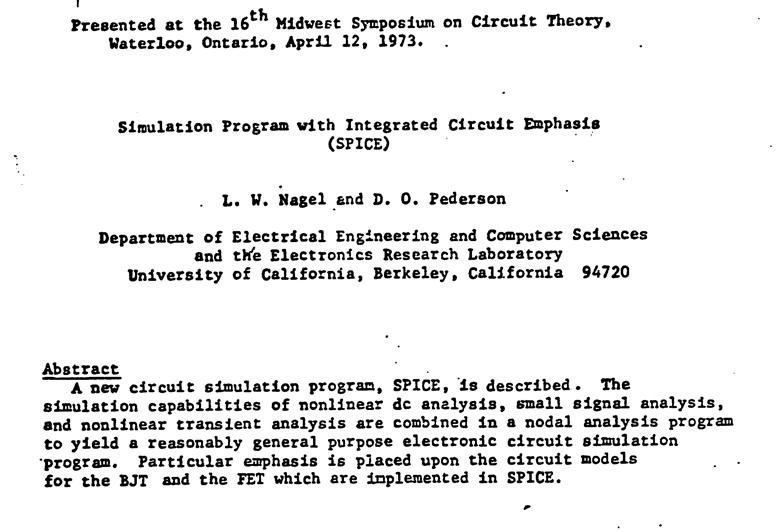 Presented at the 16th Midwest Symposium on Circuit Theory,
Waterloo, Ontario, April 12, 1973.
Simulation Program with Integrated Circuit Emphasis
(SPICE)
L. W. Nagel and D. O. Pederson
Department of Electrical Engineering and Computer Sciences
and the Electronics Research Laboratory
University of California, Berkeley, California 94720
Abstract
A new circuit simulation program, SPICE, is described. The
simulation capabilities of nonlinear dc analysis, small signal analysis,
and nonlinear transient analysis are combined in a nodal analysis program
to yield a reasonably general purpose electronic circuit simulation
program. Particular emphasis is placed upon the circuit models
for the BJT and the FET which are implemented in SPICE.